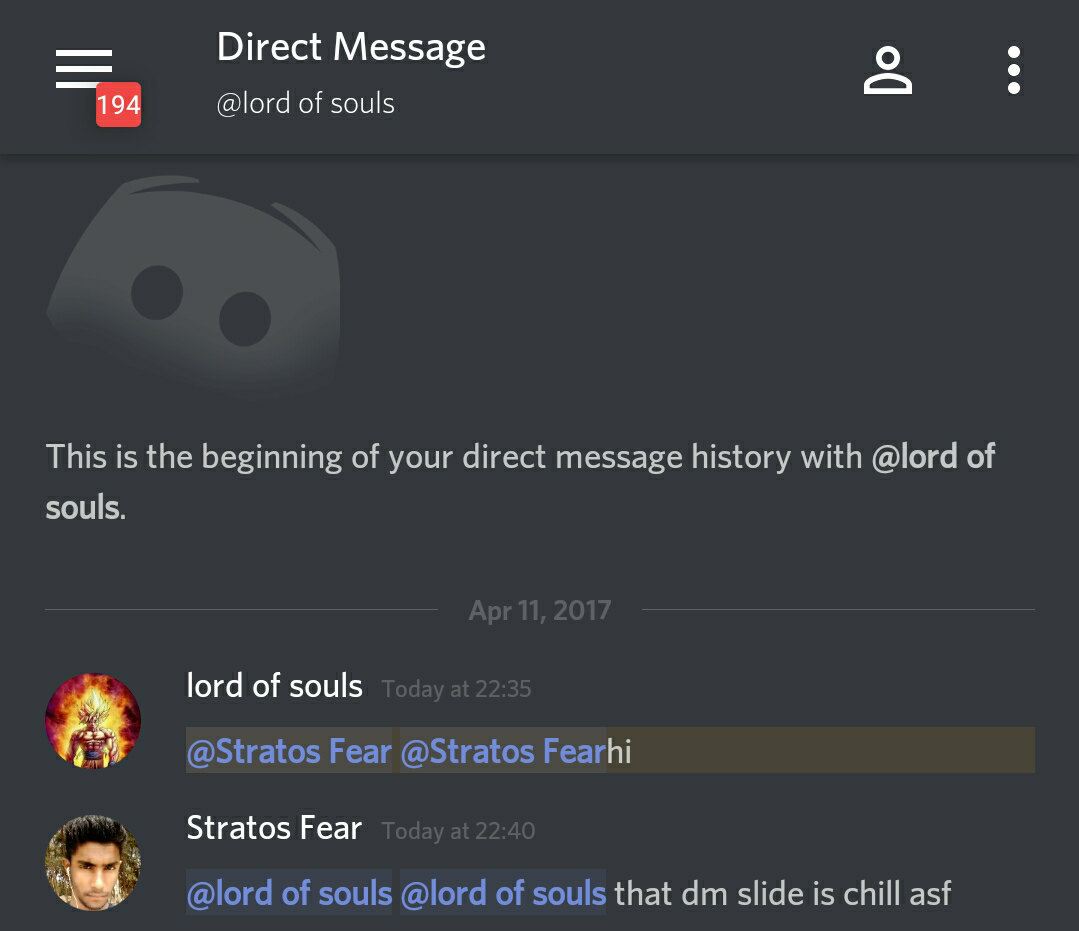 Direct Message
194
@lord of souls
This is the beginning of your direct message history with @lord of
souls.
Apr 11, 2017
lord of souls Today at 22:35
@Stratos Fear @Stratos Fearhi
Stratos Fear Today at 22:40
@lord of souls @lord of souls that dm slide is chill asf